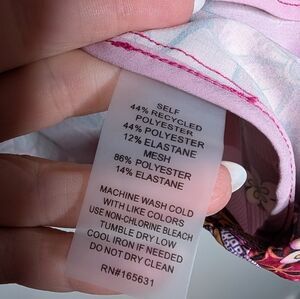 SELF
44% RECYCLED
POLYESTER
44% POLYESTER
12% ELASTANE
MESH
86% POLYESTER
14% ELASTANE
MACHINE WASH COLD
WITH LIKE COLORS
USE NON-CHLORINE BLEACH
TUMBLE DRY LOW
COOL IRON IF NEEDED
DO NOT DRY CLEAN
RN#165631